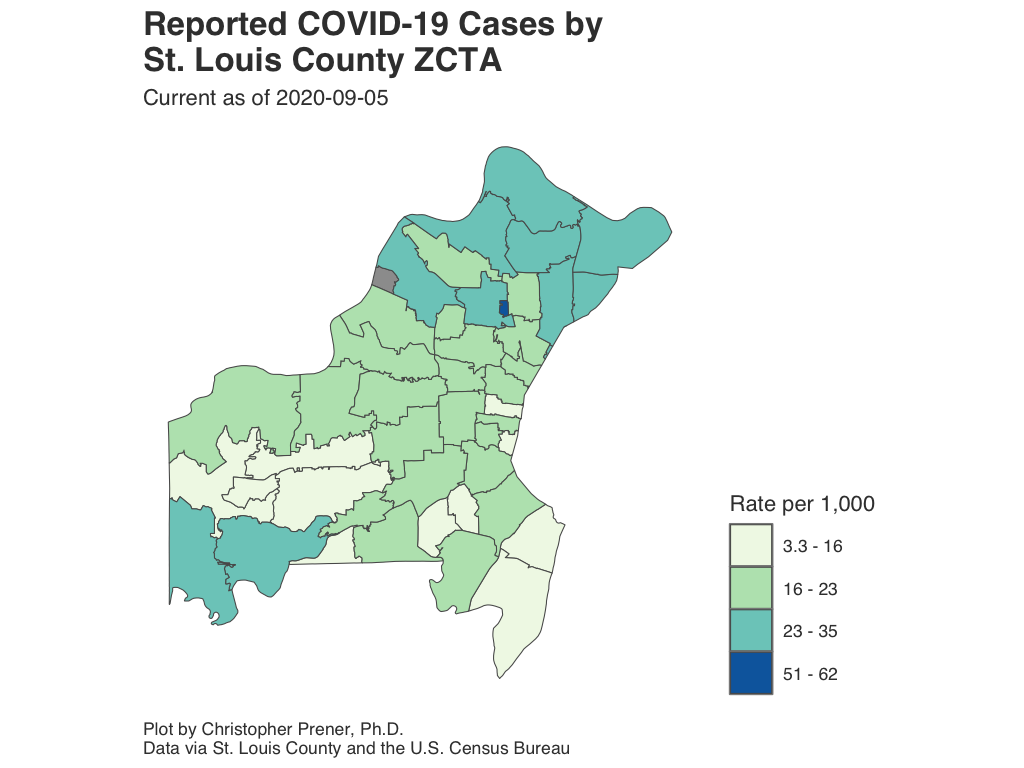 Reported COVID-19 Cases by
St. Louis County ZCTA
Current as of 2020-09-05
Rate per 1,000
3.3 - 16
16 - 23
23 - 35
51 - 62
Plot by Christopher Prener, Ph.D.
Data via St. Louis County and the U.S. Census Bureau